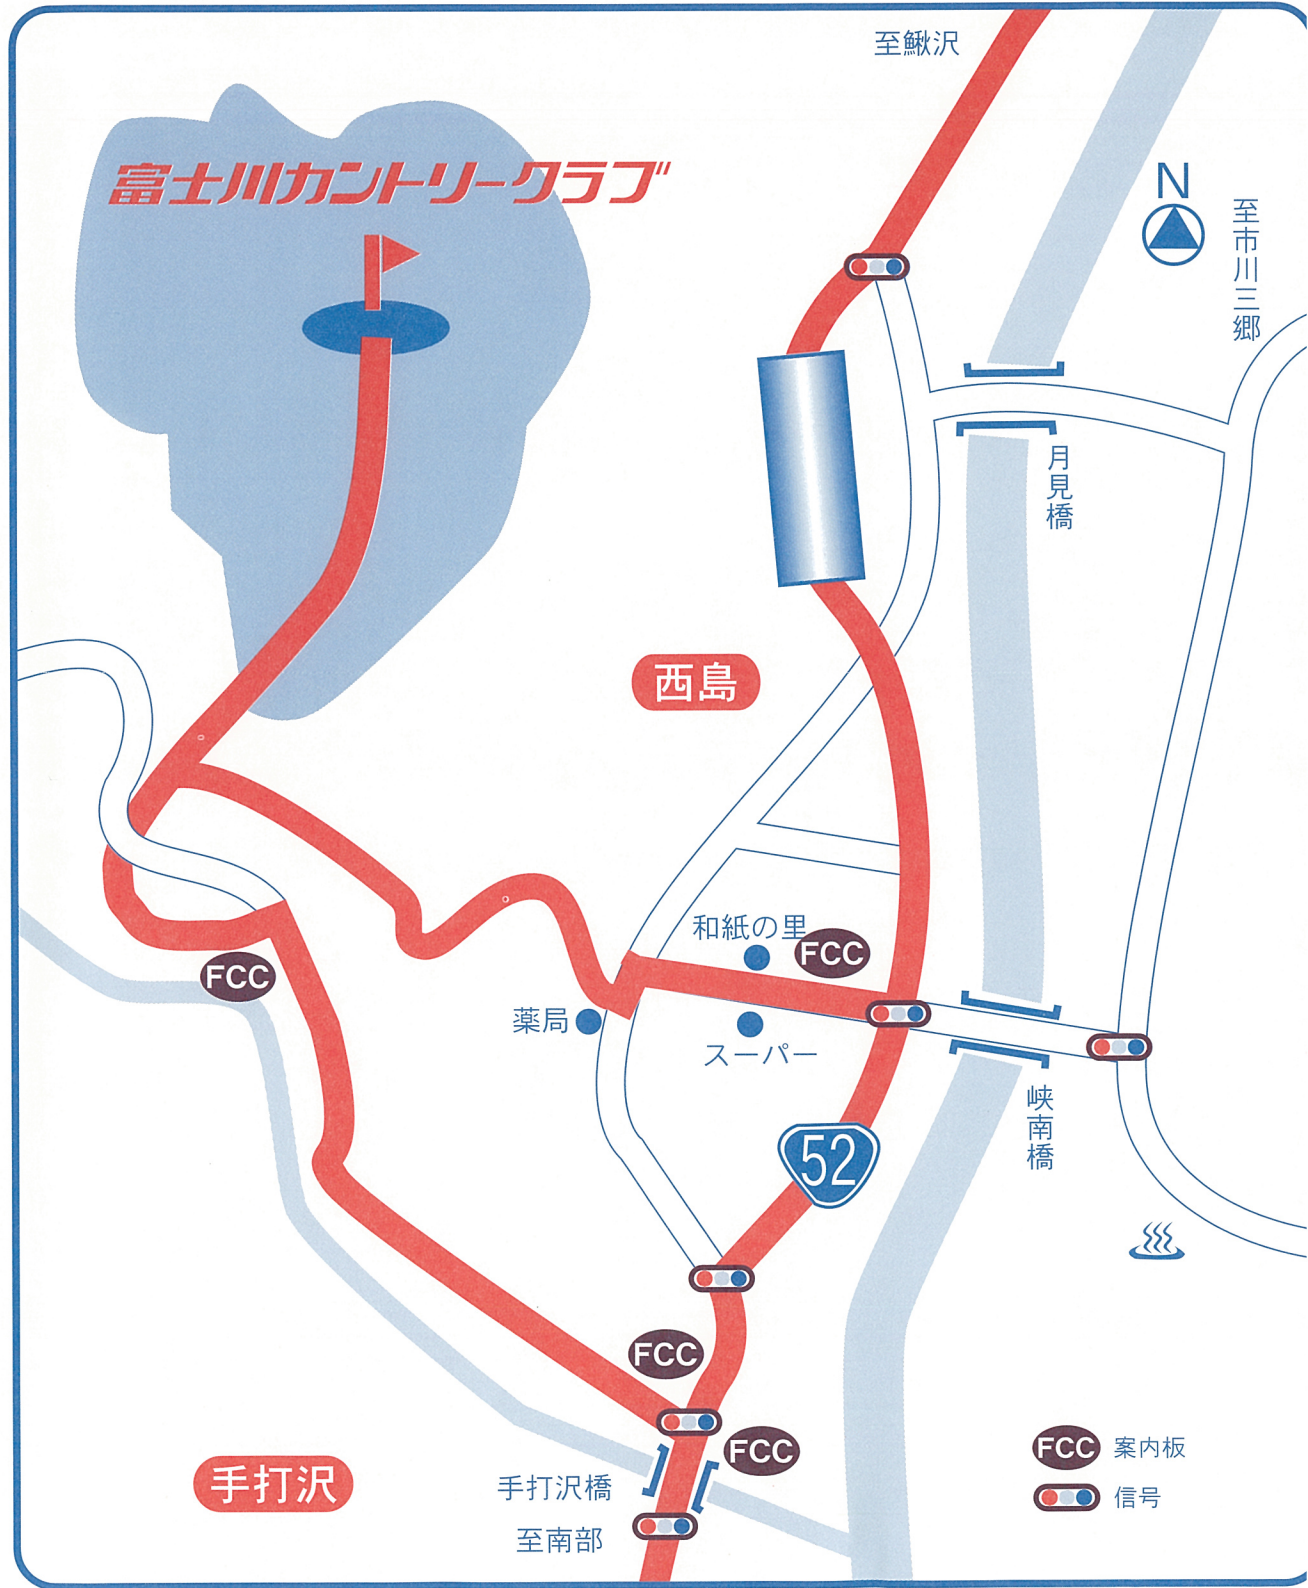 至鰍沢
富士川カントリークラブ
N
至市川三郷
月見橋
西島
和紙の里
FCC
FCC
薬局
スーパー
峡南橋
52
FCC
FCC
FCC 案内板
手打沢
手打沢橋
信号
至南部